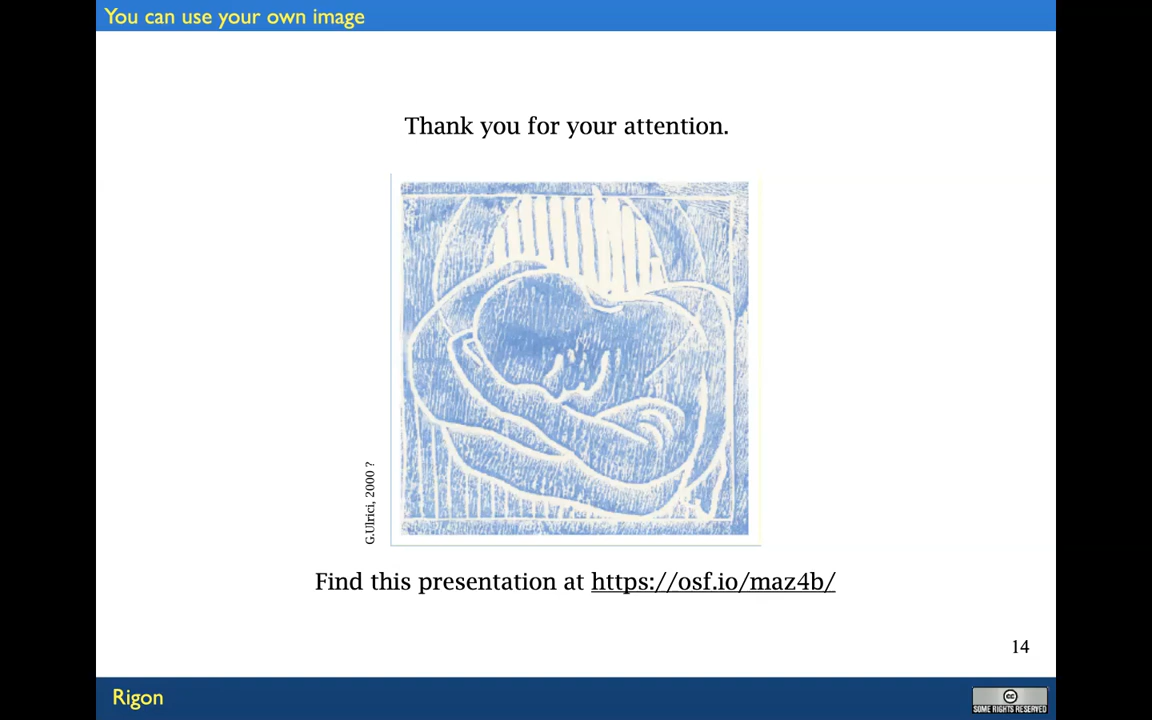 You can use your own image
Thank you for your attention.
G.Ulrici, 2000 ?
Find this presentation at https://osf.io/maz4b/
14
Rigon
cc
SOME RIGHTS RESERVED